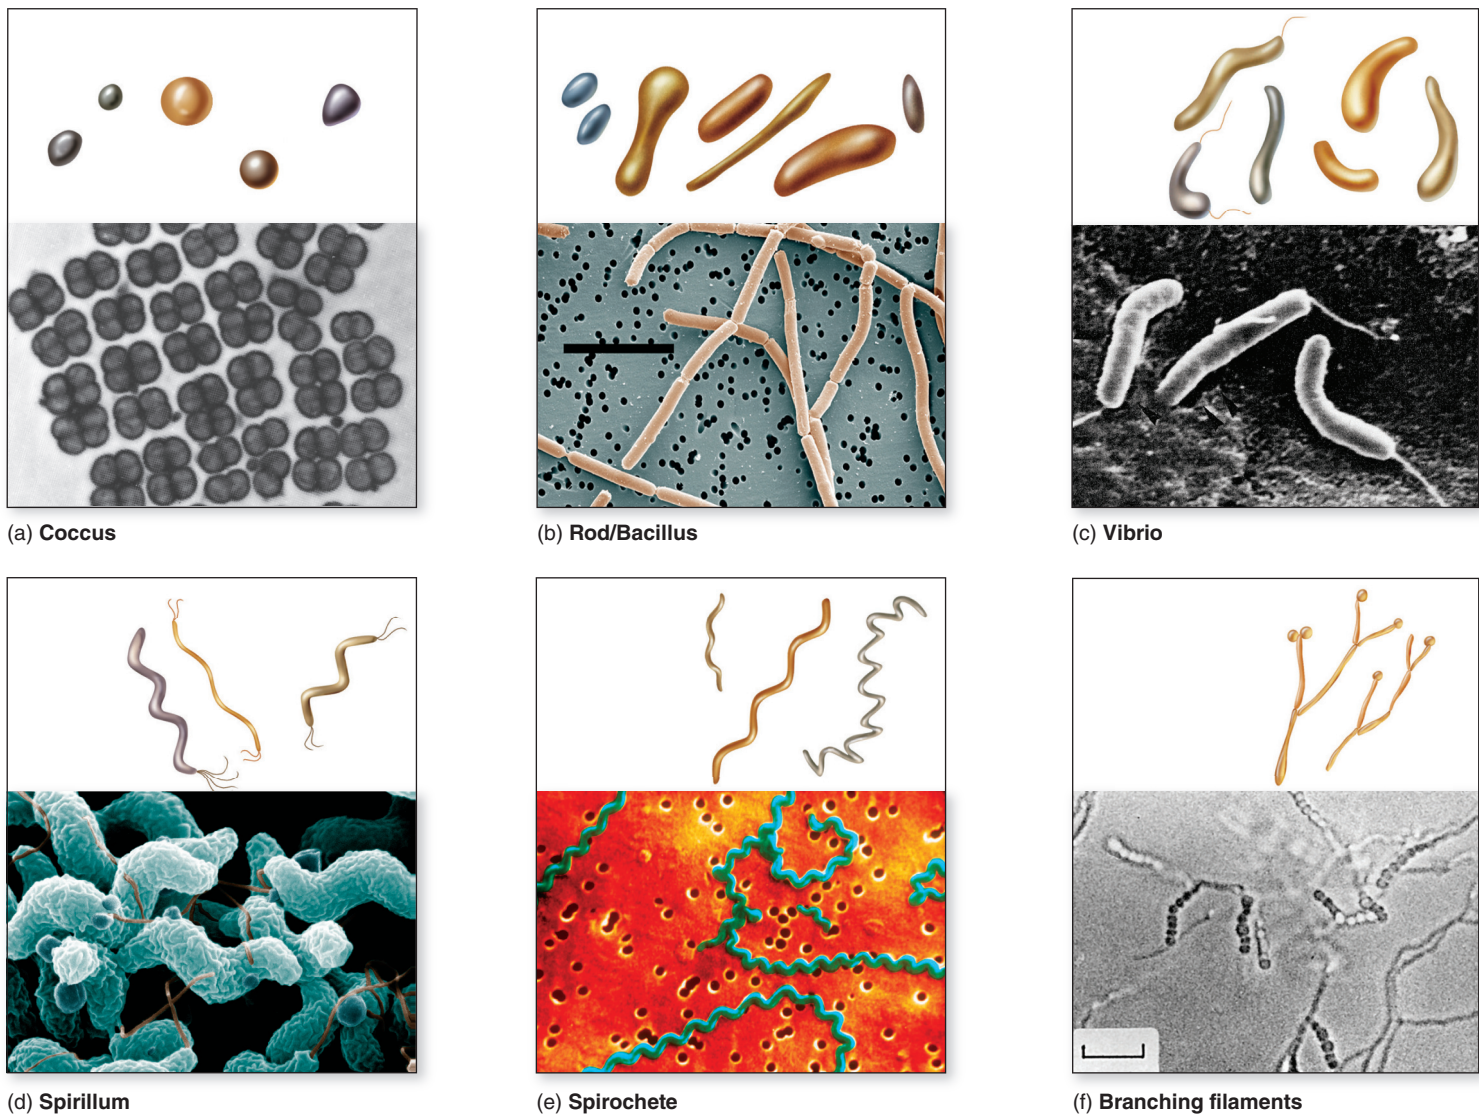 (a) Coccus
(b) Rod/Bacillus
(c) Vibrio
(d) Spirillum
(e) Spirochete
(f) Branching filaments